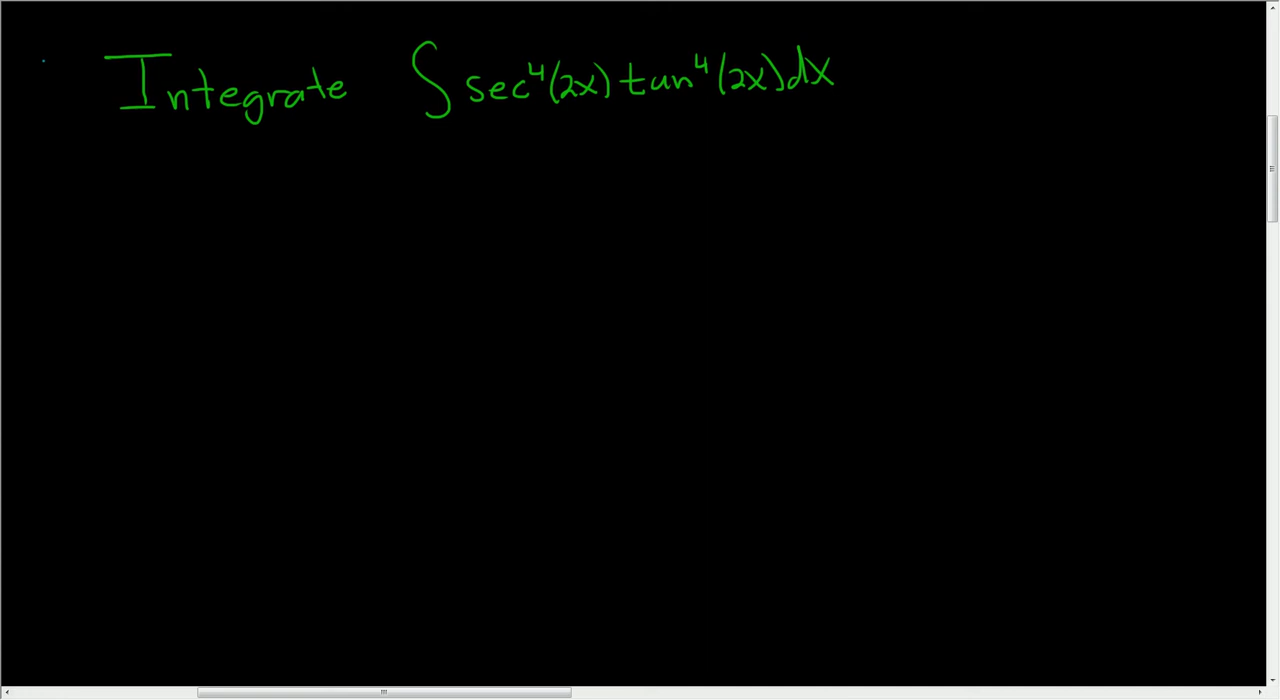 Integrate ∫ sec⁴(2x) tan⁴(2x)dx